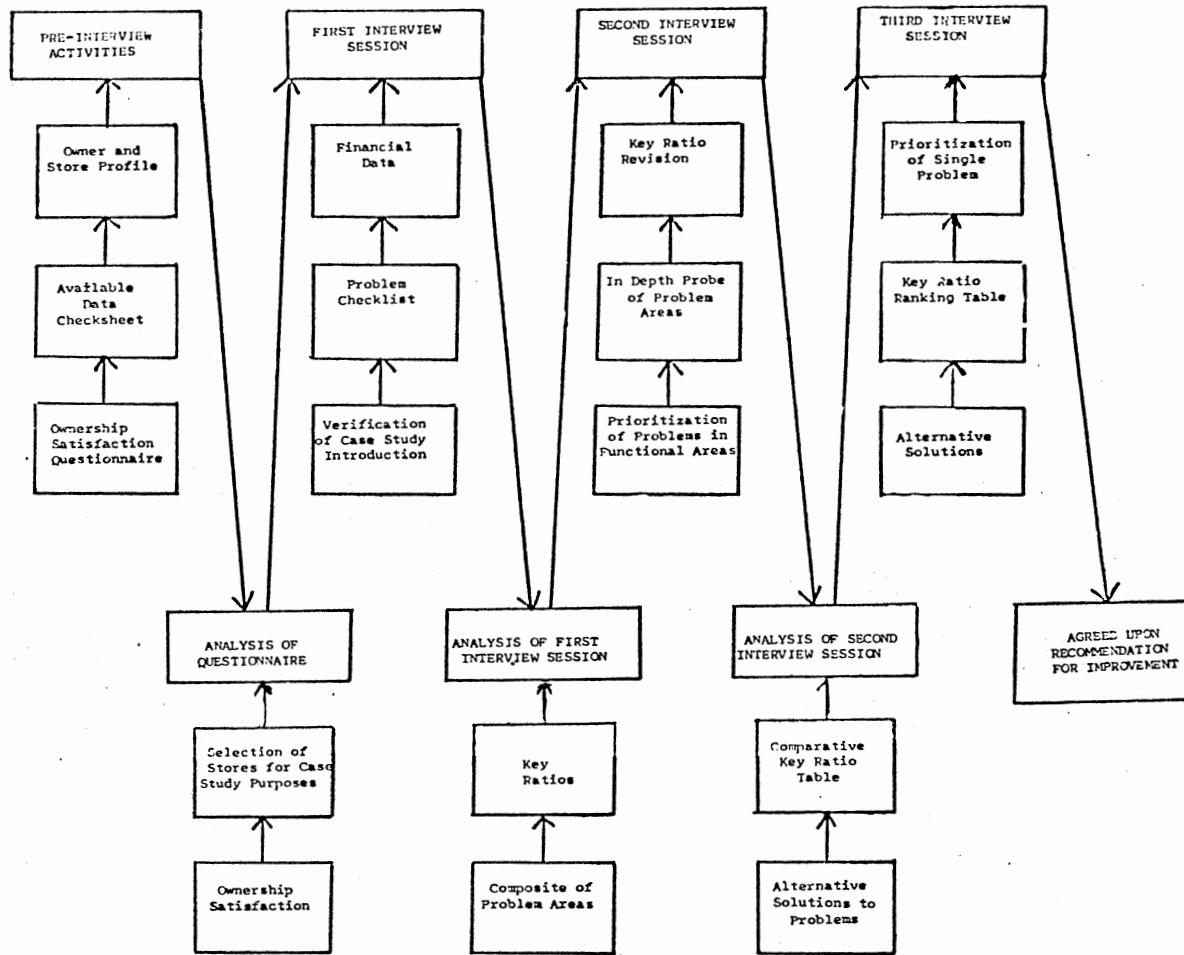 PRE-INTERVIEW
ACTIVITIES
Owner and
Store Profile
Available
Data
Checksheet
Ownership
Satisfaction
Questionnaire
FIRST INTERVIEW
SESSION
Financial
Data
Problem
Checklist
Verification
of Case Study
Introduction
SECOND INTERVIEW
SESSION
Key Ratio
Revision
In Depth Probe
of Problem
Areas
Prioritization
of Problems in
Functional Areas
THIRD INTERVIEW
SESSION
Prioritization
of Single
Problem
Key Ratio
Ranking Table
Alternative
Solutions
ANALYSIS OF
QUESTIONNAIRE
Selection of
Stores for Case
Study Purposes
Ownership
Satisfaction
ANALYSIS OF FIRST
INTERVIEW SESSION
Key
Ratios
Composite of
Problem Areas
ANALYSIS OF SECOND
INTERVIEW SESSION
Comparative
Key Ratio
Table
Alternative
Solutions to
Problems
AGREED UPON
RECOMMENDATION
FOR IMPROVEMENT